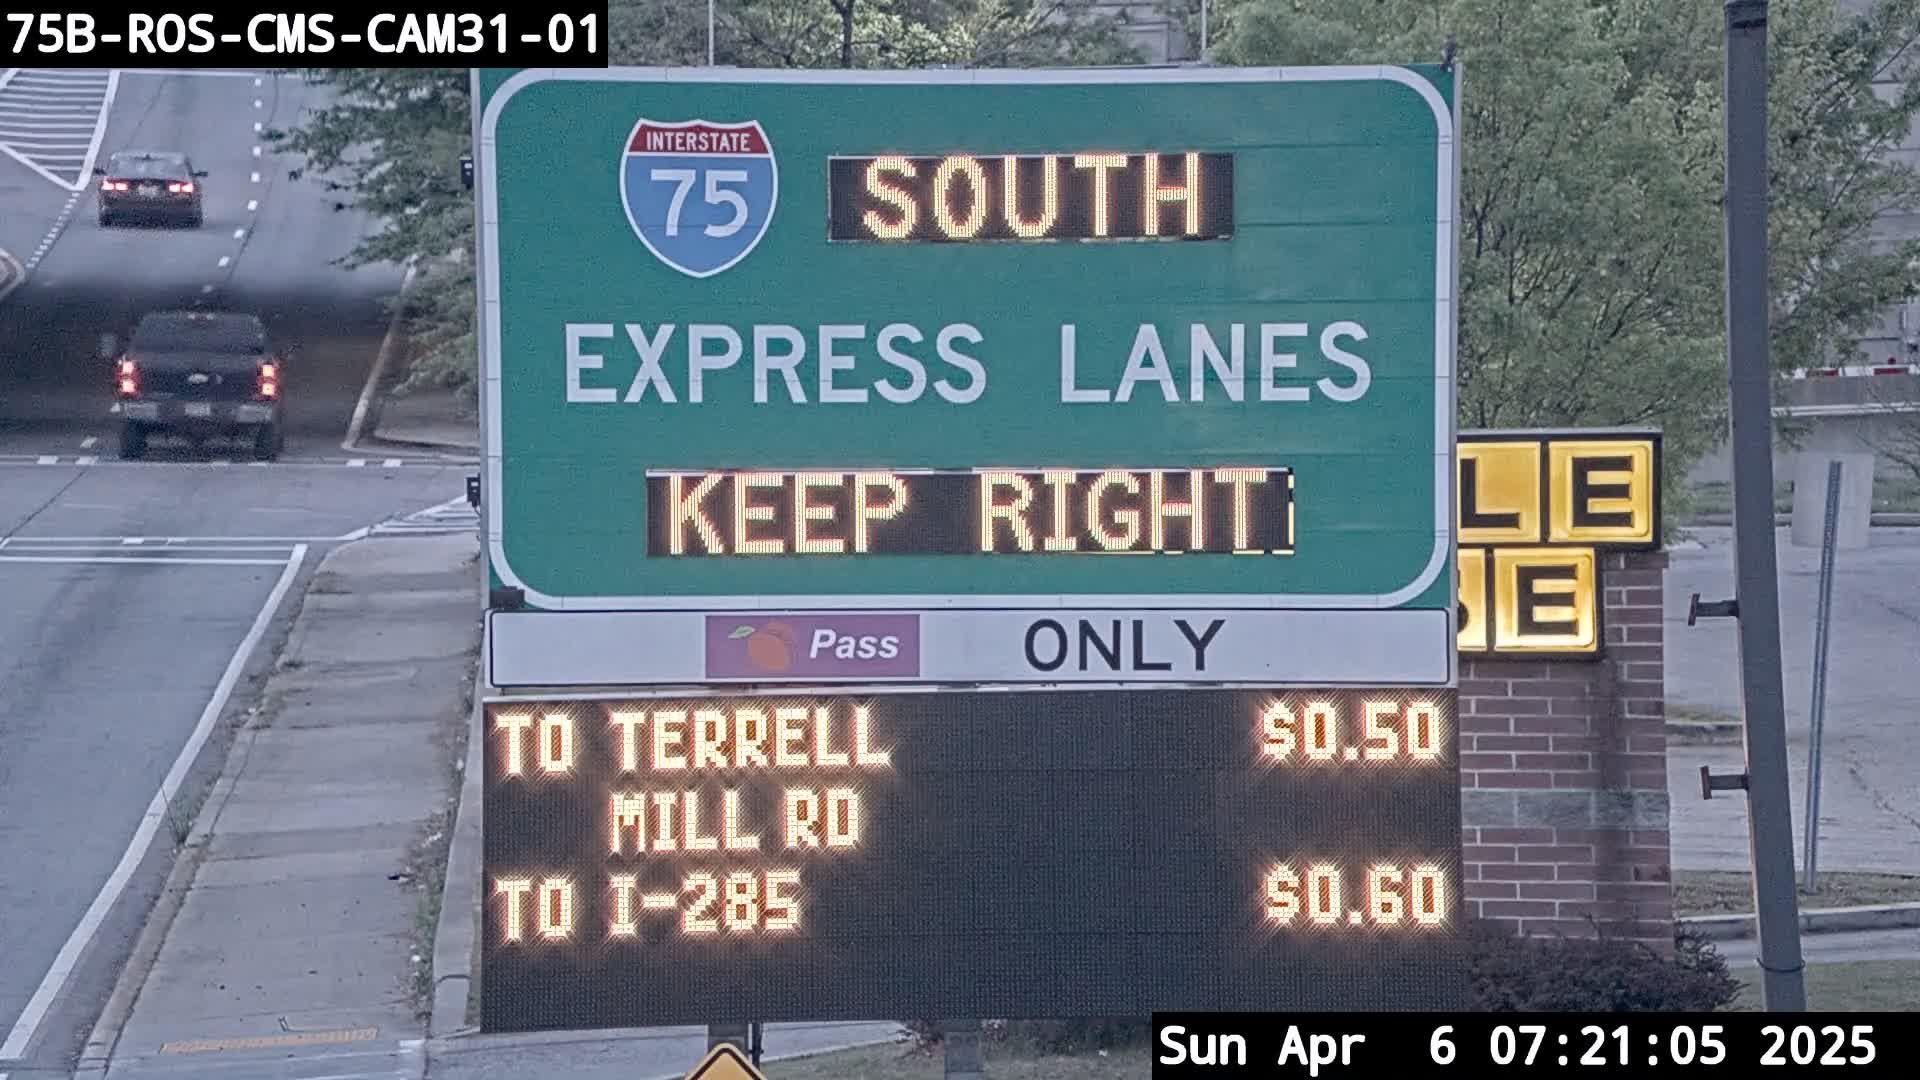 75B-ROS-CMS-CAM31-01
INTERSTATE
75
SOUTH
EXPRESS LANES
KEEP RIGHT
Pass ONLY
TO TERRELL $0.50
MILL RD
TO I-285 $0.60
LE
E
Sun Apr 6 07:21:05 2025